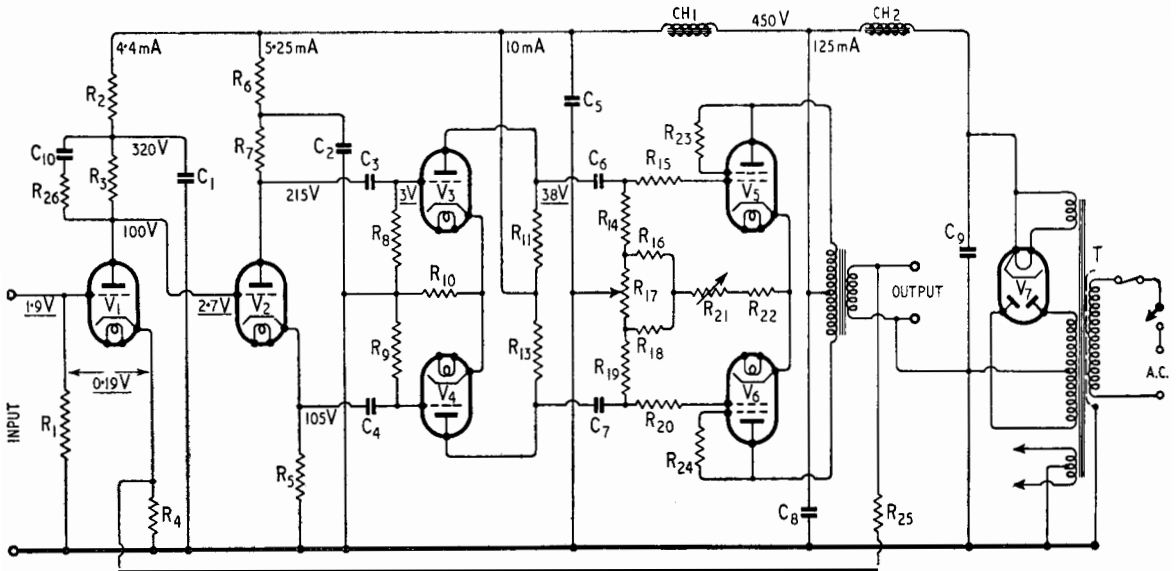 CH1 450V CH2
4·4mA 5·25mA 10mA 125mA
R2 R6 C5 R23
C10 320V R7 C2 C3 C6 R15
R26 R3 C1 215V 3V V3 38V V5
100V R8 R11 R14 R16 C9 T
R10 R17 R21 R22 OUTPUT V7
1·9V V1 2·7V V2 R9 R13 R18
0·19V R19 A.C.
INPUT R1 105V C4 V4 C7 R20 V6
R4 R5 R24 C8 R25